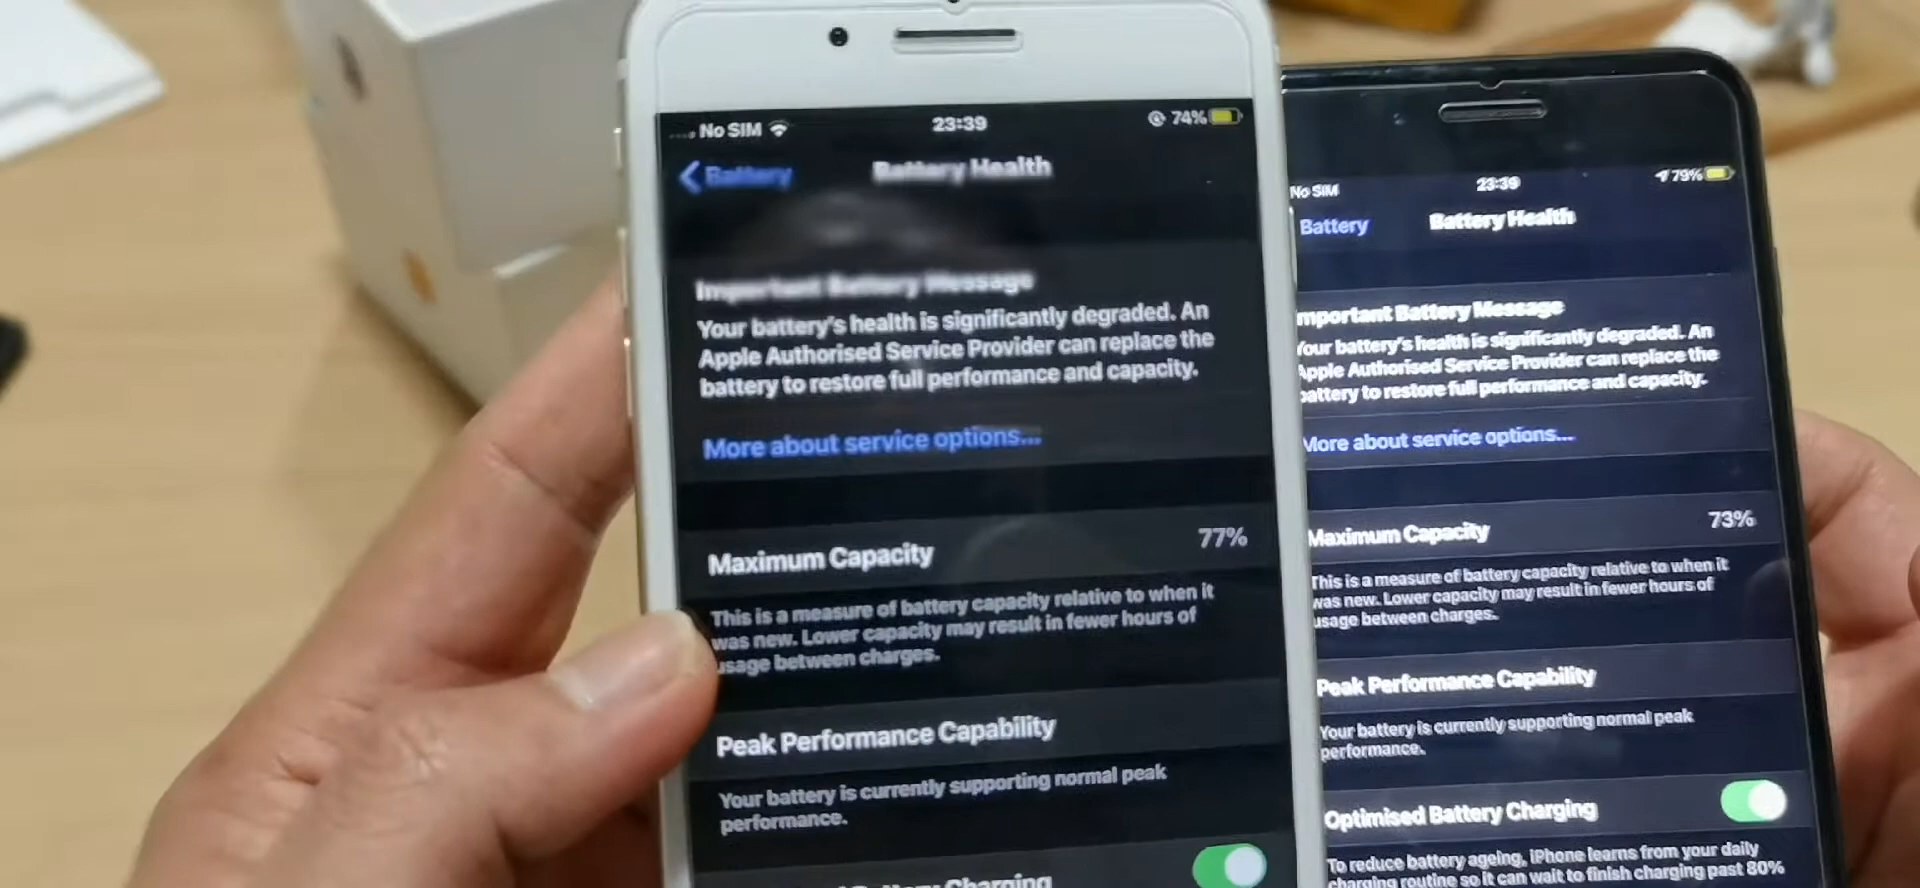 No SIM 23:39 74%
Battery Battery Health
Important Battery Message
Your battery's health is significantly degraded. An
Apple Authorised Service Provider can replace the
battery to restore full performance and capacity.
More about service options...
Maximum Capacity 77%
This is a measure of battery capacity relative to when it
was new. Lower capacity may result in fewer hours of
usage between charges.
Peak Performance Capability
Your battery is currently supporting normal peak
performance.
Battery Charging
No SIM 23:39 79%
Battery Battery Health
mportant Battery Message
Your battery's health is significantly degraded. An
Apple Authorised Service Provider can replace the
battery to restore full performance and capacity.
More about service options...
Maximum Capacity 73%
This is a measure of battery capacity relative to when it
was new. Lower capacity may result in fewer hours of
usage between charges.
Peak Performance Capability
Your battery is currently supporting normal peak
performance.
Optimised Battery Charging
To reduce battery ageing, iPhone learns from your daily
charging routine so it can wait to finish charging past 80%